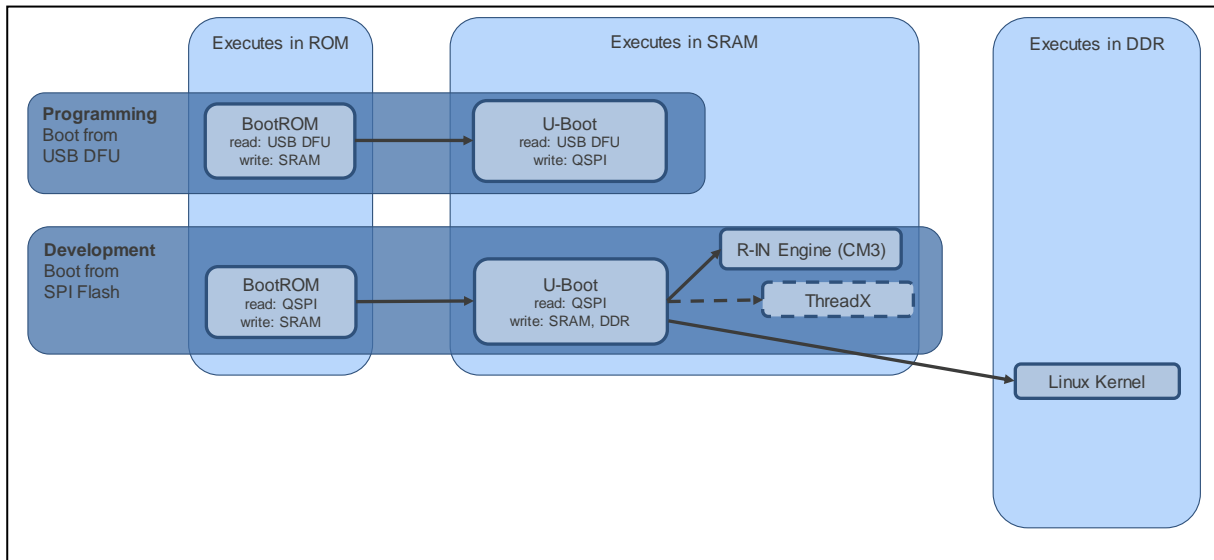 Executes in ROM
Executes in SRAM
Executes in DDR
Programming
Boot from
USB DFU
BootROM
read: USB DFU
write: SRAM
U-Boot
read: USB DFU
write: QSPI
Development
Boot from
SPI Flash
BootROM
read: QSPI
write: SRAM
U-Boot
read: QSPI
write: SRAM, DDR
R-IN Engine (CM3)
ThreadX
Linux Kernel